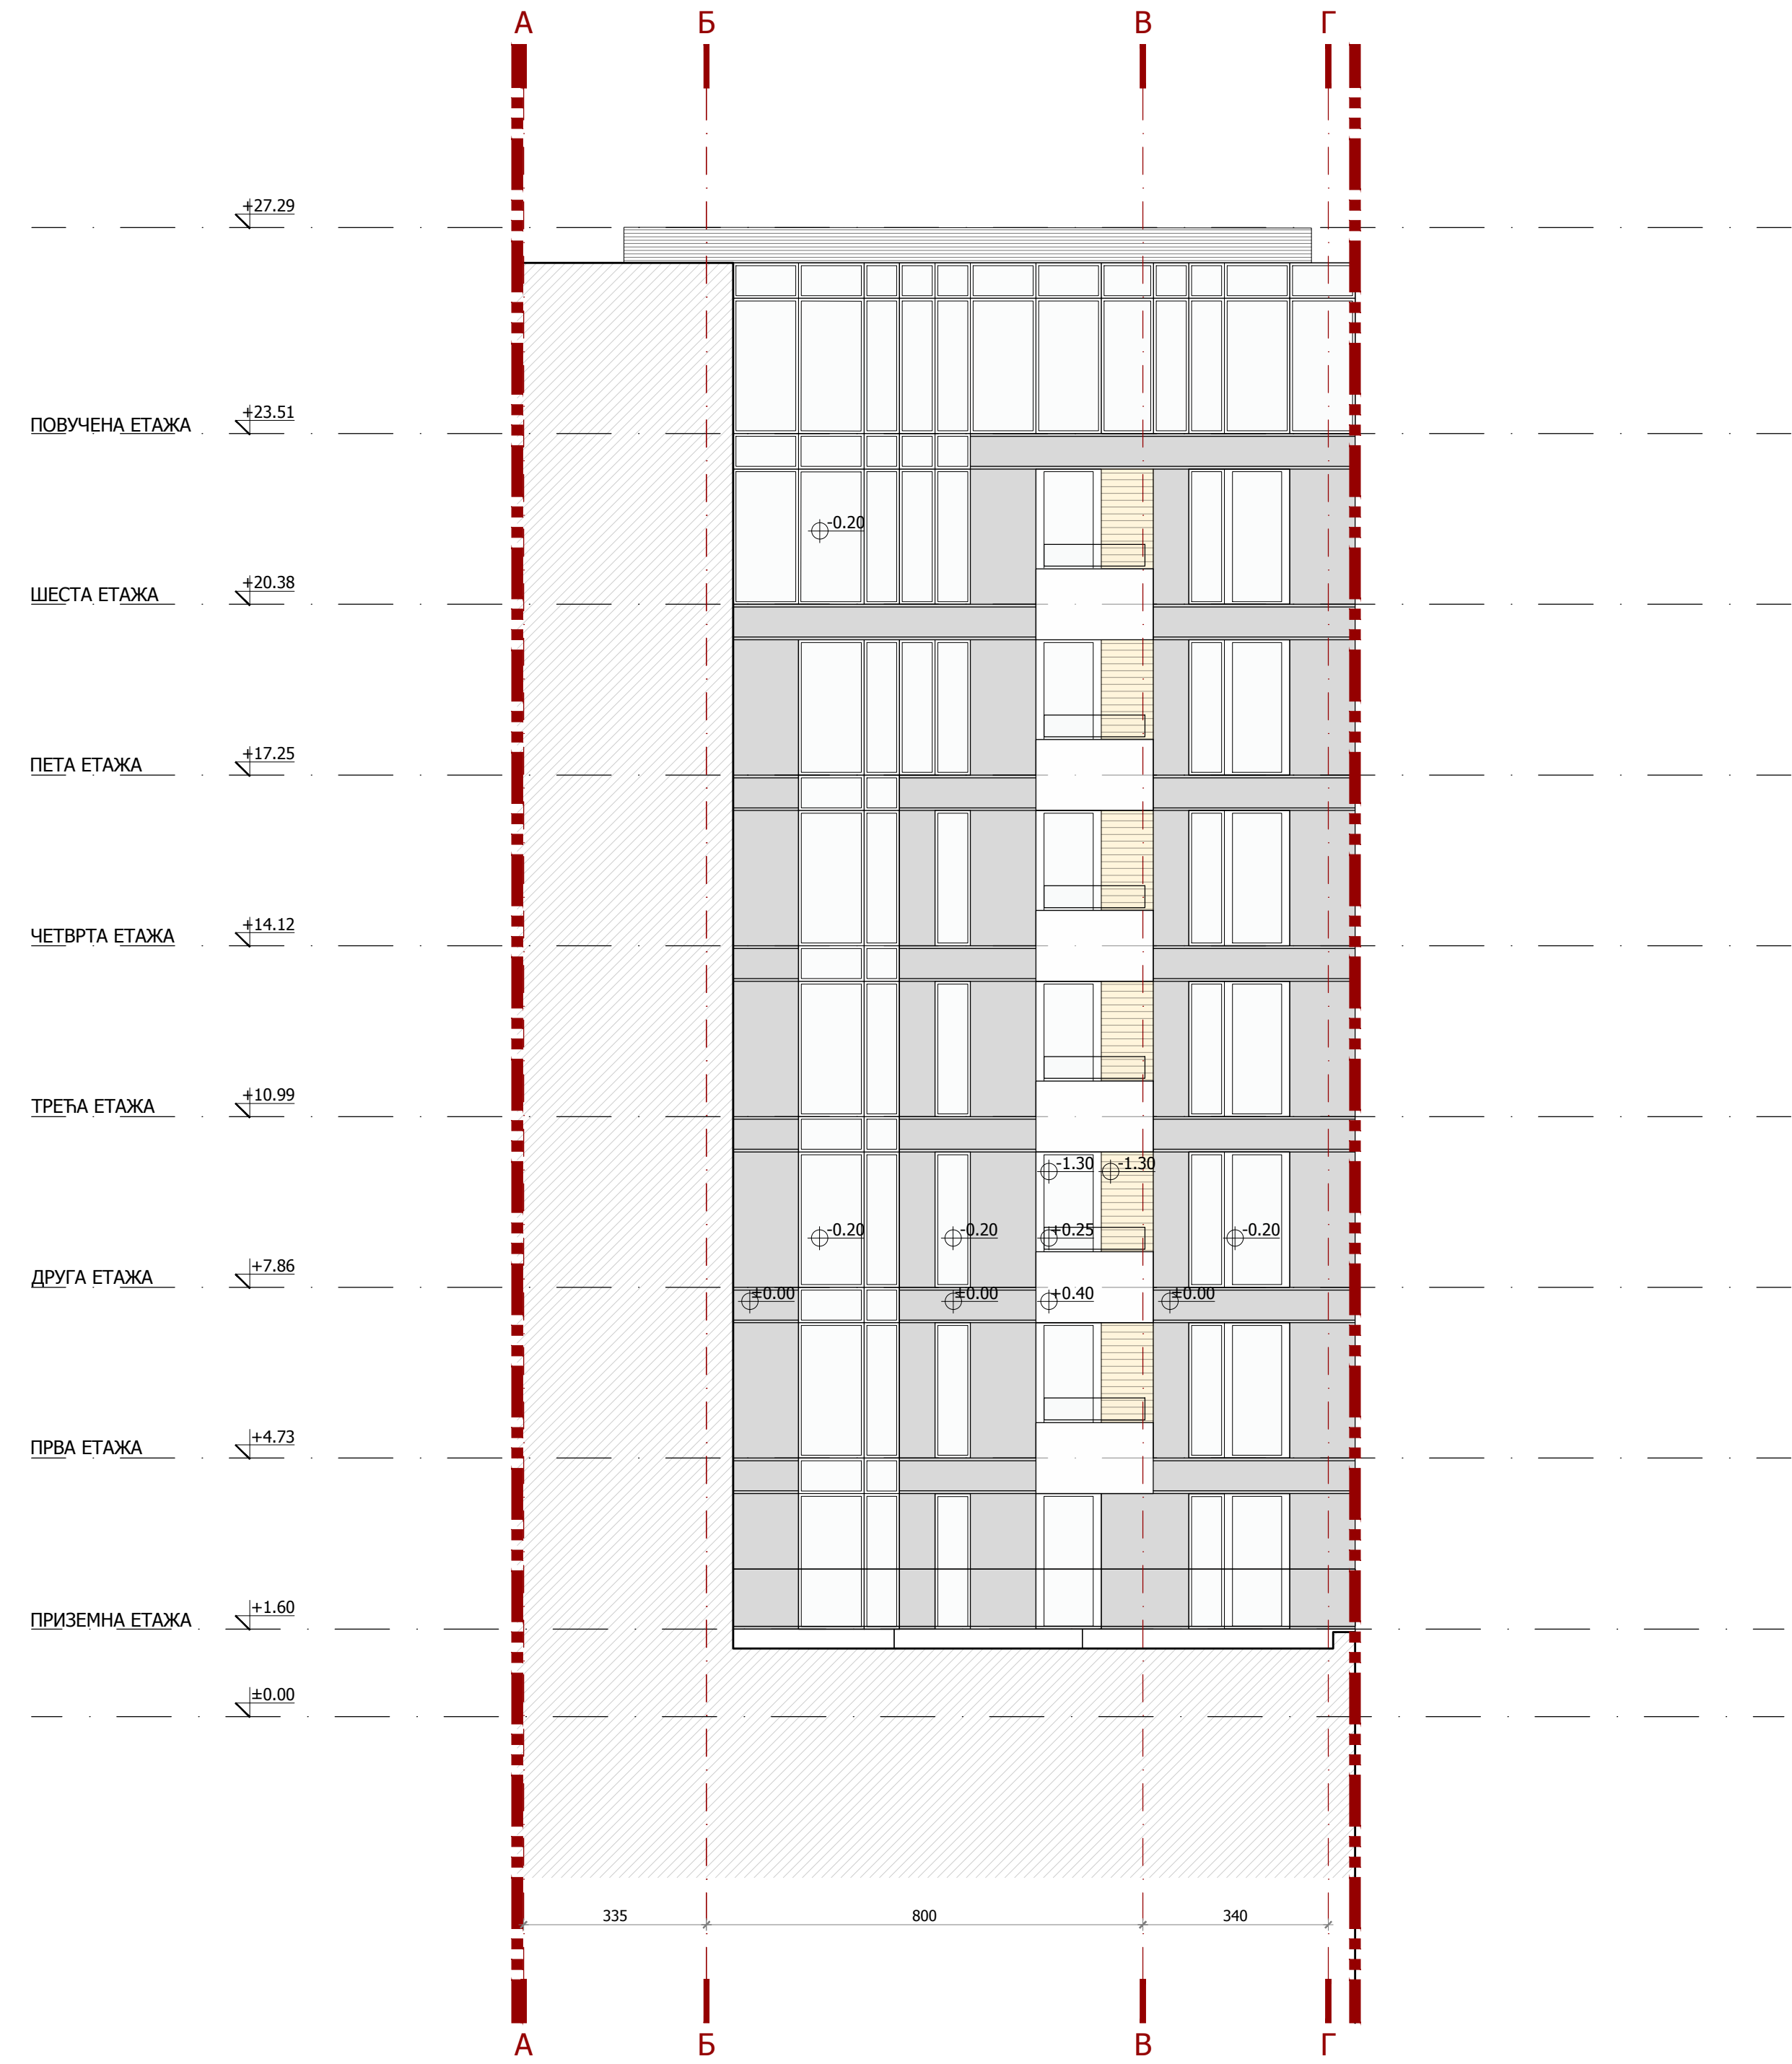 А Б В Г
+27.29
ПОВУЧЕНА ЕТАЖА +23.51
-0.20
ШЕСТА ЕТАЖА +20.38
ПЕТА ЕТАЖА +17.25
ЧЕТВРТА ЕТАЖА +14.12
ТРЕЋА ЕТАЖА +10.99
-1.30 -1.30
-0.20 -0.20 +0.25 -0.20
ДРУГА ЕТАЖА +7.86
±0.00 ±0.00 +0.40 ±0.00
ПРВА ЕТАЖА +4.73
ПРИЗЕМНА ЕТАЖА +1.60
±0.00
335 800 340
А Б В Г